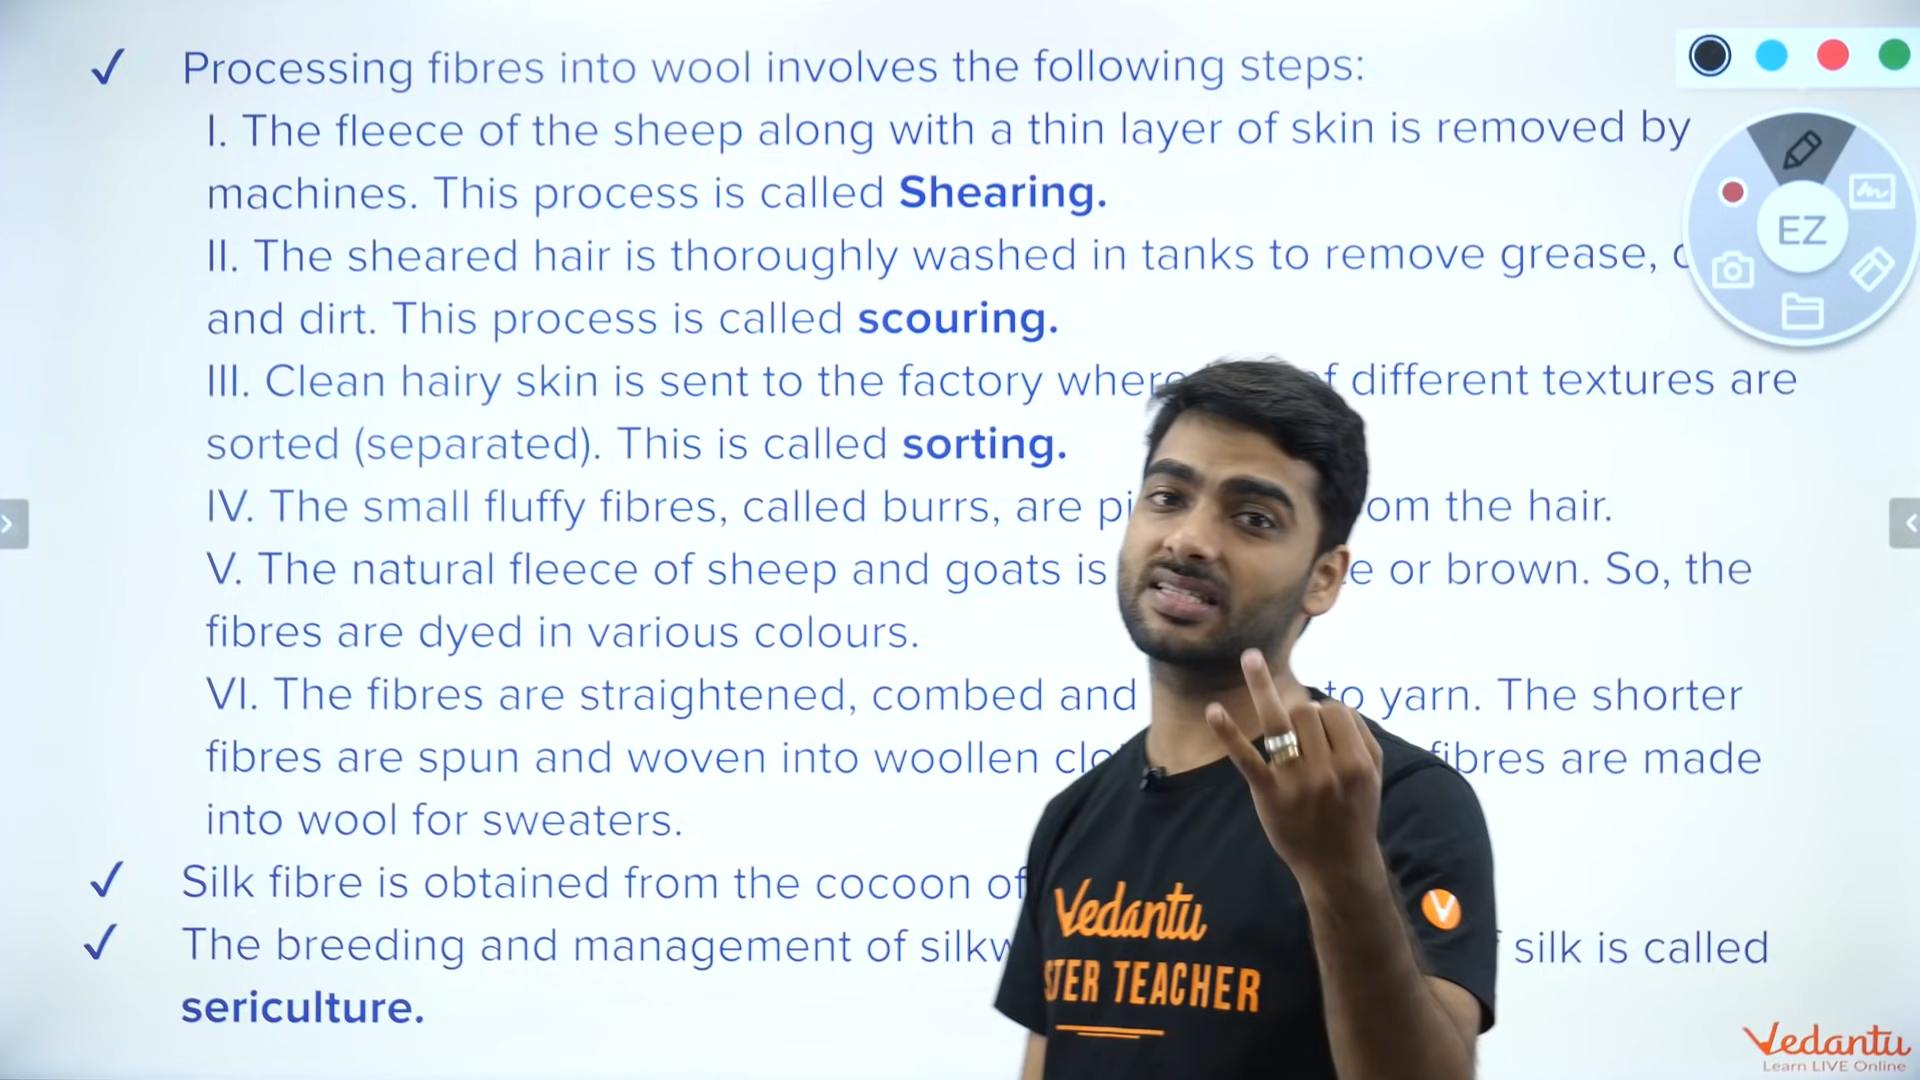 ✓ Processing fibres into wool involves the following steps:
I. The fleece of the sheep along with a thin layer of skin is removed by
machines. This process is called Shearing.
II. The sheared hair is thoroughly washed in tanks to remove grease,
and dirt. This process is called scouring.
III. Clean hairy skin is sent to the factory where different textures are
sorted (separated). This is called sorting.
IV. The small fluffy fibres, called burrs, are the hair.
V. The natural fleece of sheep and goats is or brown. So, the
fibres are dyed in various colours.
VI. The fibres are straightened, combed and to yarn. The shorter
fibres are spun and woven into woollen fibres are made
into wool for sweaters.
✓ Silk fibre is obtained from the cocoon of
✓ The breeding and management of silk is called
sericulture.
EZ
Vedantu
TEACHER
V
Vedantu
Learn LIVE Online